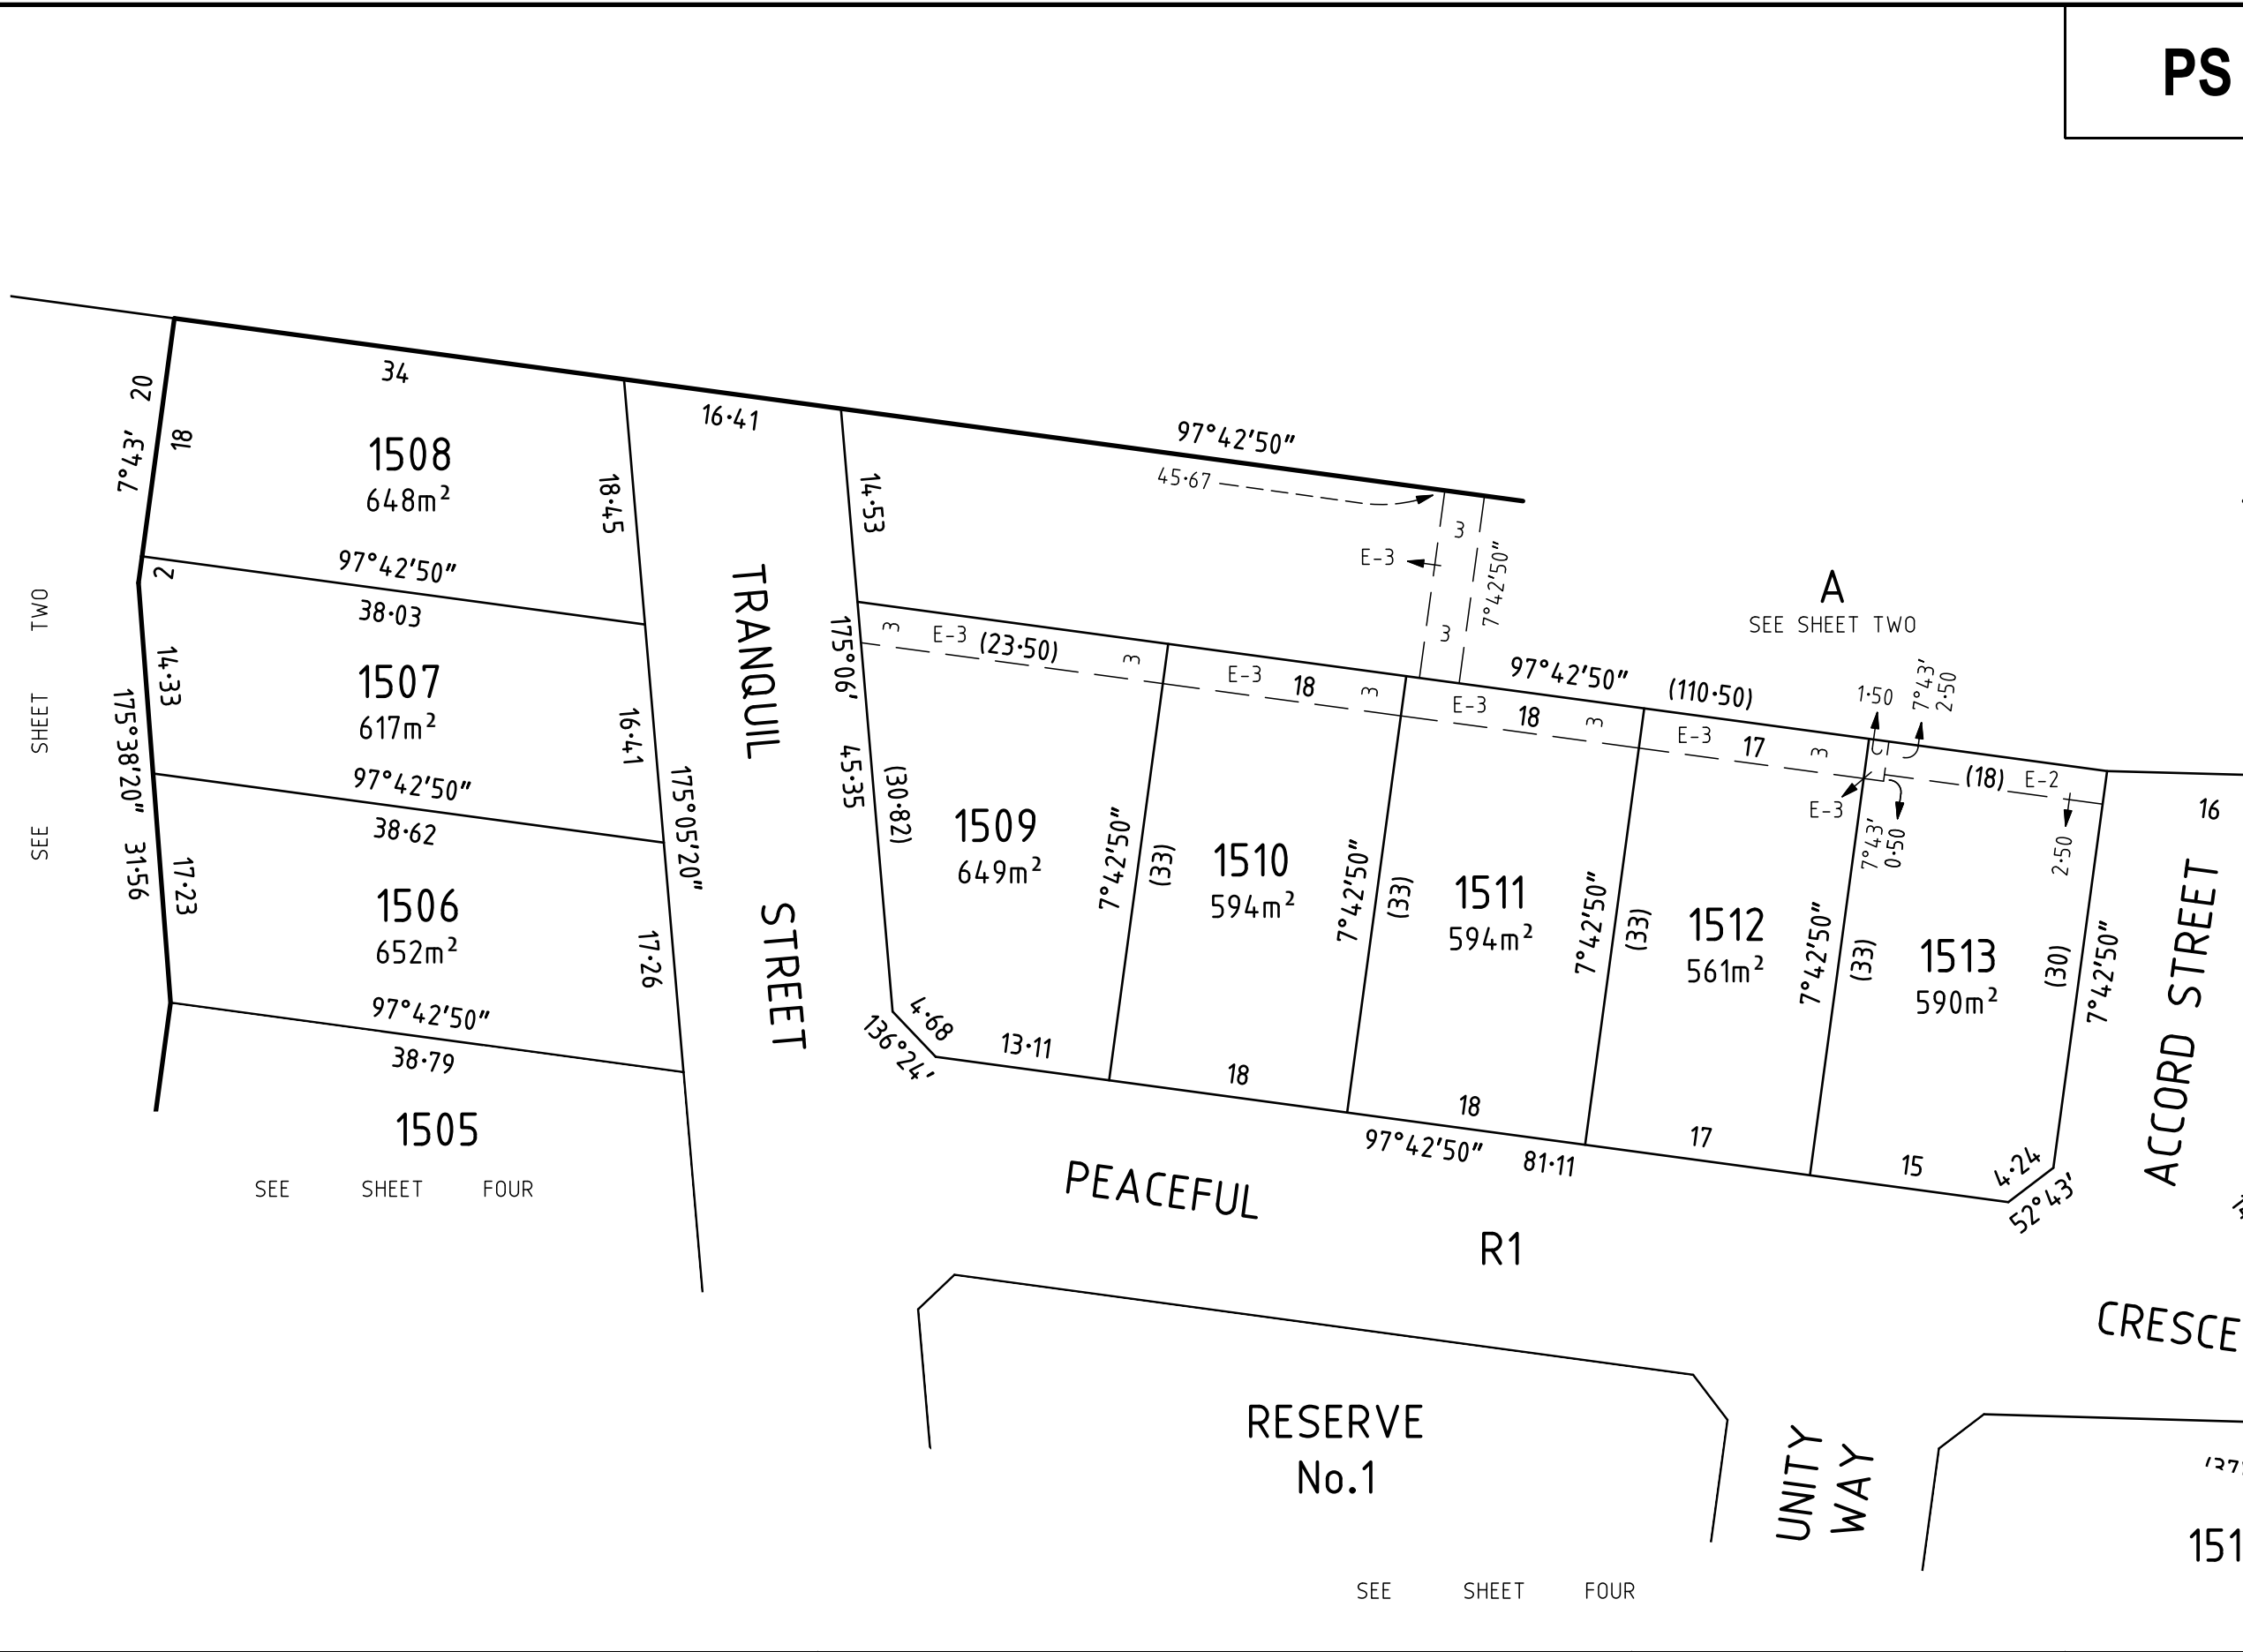 PS
34
16·41
97°42'50"
45·67
20
7°43'
18
1508
648m²
18·45
14·53
3
E-3
7°42'50"
A
SEE SHEET TWO
97°42'50"
2
38·03
TRANQUIL
STREET
175°06'
45·35
(30·82)
3
E-3
(23·50)
3
E-3
18
3
3
E-3
18
3
97°42'50"
(110·50)
E-3
17
3
1·50
7°43'
2·50
(18)
E-2
E-3
7°43'
0·50
2·50
16
SEE SHEET TWO
14·33
1507
617m²
16·41
175°38'20"
31·56
97°42'50"
38·62
175°05'20"
17·23
1506
652m²
17·26
97°42'50"
38·79
1505
SEE SHEET FOUR
1509
649m²
7°42'50"
(33)
1510
594m²
7°42'50"
(33)
1511
594m²
7°42'50"
(33)
1512
561m²
7°42'50"
(33)
1513
590m²
(30)
7°42'50"
ACCORD STREET
4·68
136°24'
13·11
18
18
17
15
4·24
52°43'
97°42'50"
81·11
PEACEFUL
R1
CRESCE
RESERVE
No.1
UNITY
WAY
151
SEE SHEET FOUR